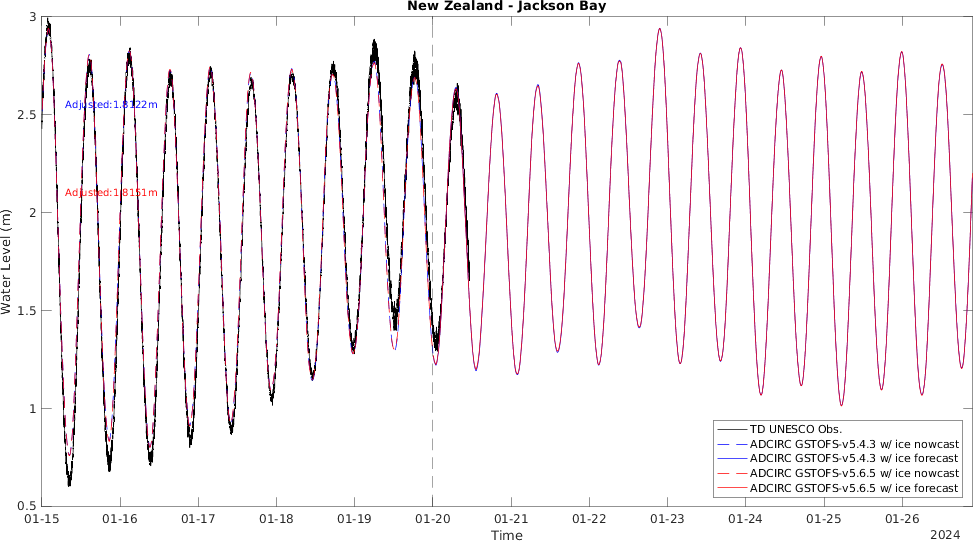 New Zealand - Jackson Bay
3
2.5
2
1.5
1
0.5
Water Level (m)
Adjusted:1.8122m
Adjusted:1.8151m
TD UNESCO Obs.
ADCIRC GSTOFS-v5.4.3 w/ ice nowcast
ADCIRC GSTOFS-v5.4.3 w/ ice forecast
ADCIRC GSTOFS-v5.6.5 w/ ice nowcast
ADCIRC GSTOFS-v5.6.5 w/ ice forecast
01-15 01-16 01-17 01-18 01-19 01-20 01-21 01-22 01-23 01-24 01-25 01-26
Time
2024